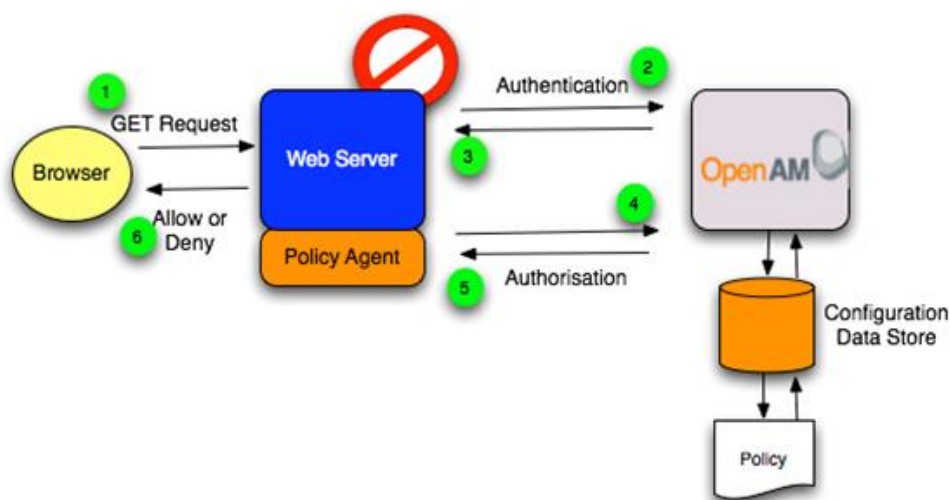 1
GET Request
Browser
6
Allow or
Deny
Web Server
Policy Agent
Authentication
2
3
4
5
Authorisation
OpenAM
Configuration
Data Store
Policy